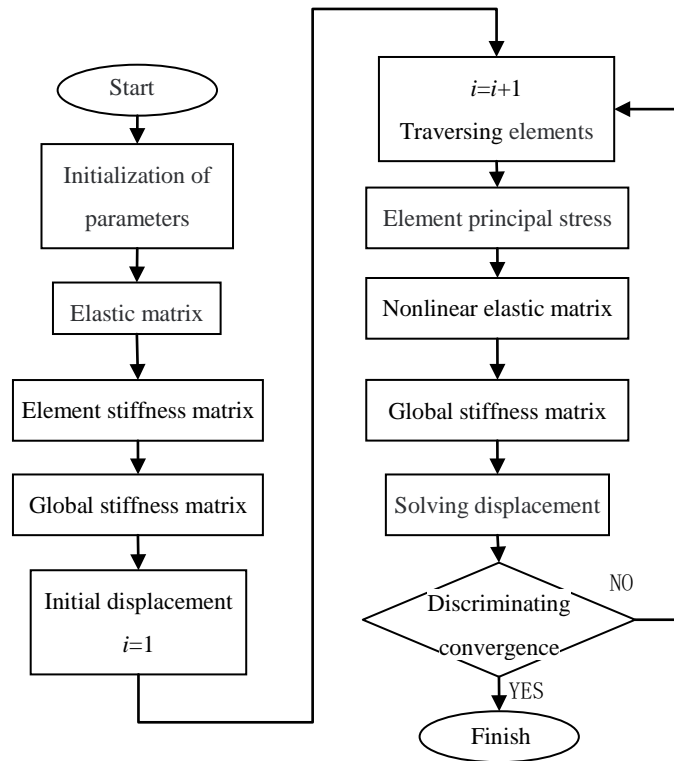 Start
Initialization of
parameters
Elastic matrix
Element stiffness matrix
Global stiffness matrix
Initial displacement
i=1
i=i+1
Traversing elements
Element principal stress
Nonlinear elastic matrix
Global stiffness matrix
Solving displacement
Discriminating
convergence
NO
YES
Finish